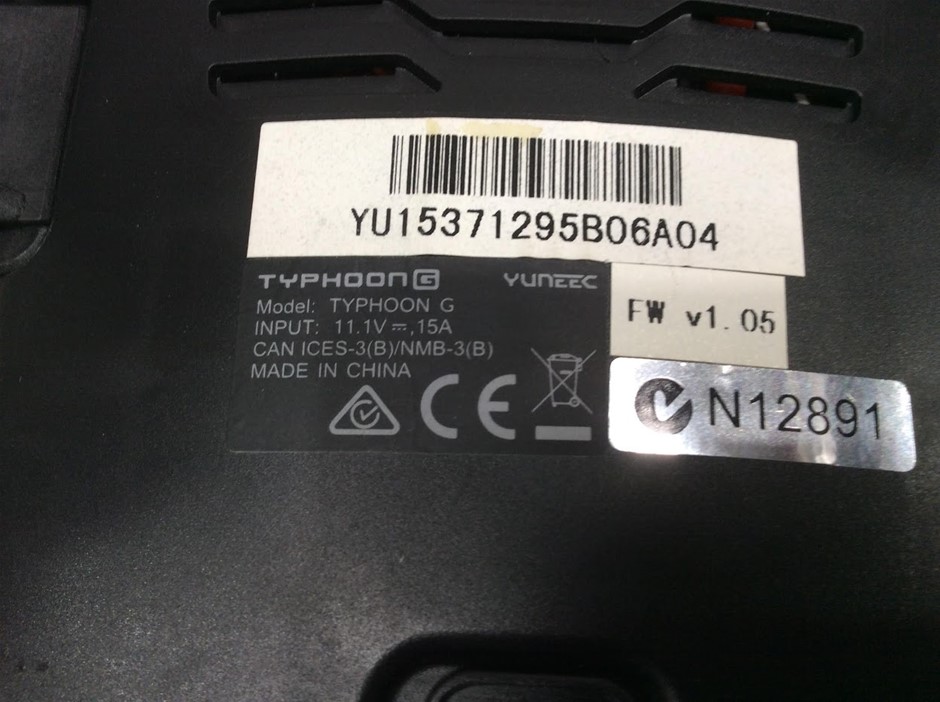 YU15371295B06A04
TYPHOON G YUNEEC
Model: TYPHOON G
INPUT: 11.1V⎓,15A
CAN ICES-3(B)/NMB-3(B)
MADE IN CHINA
CE
FW v1.05
N12891